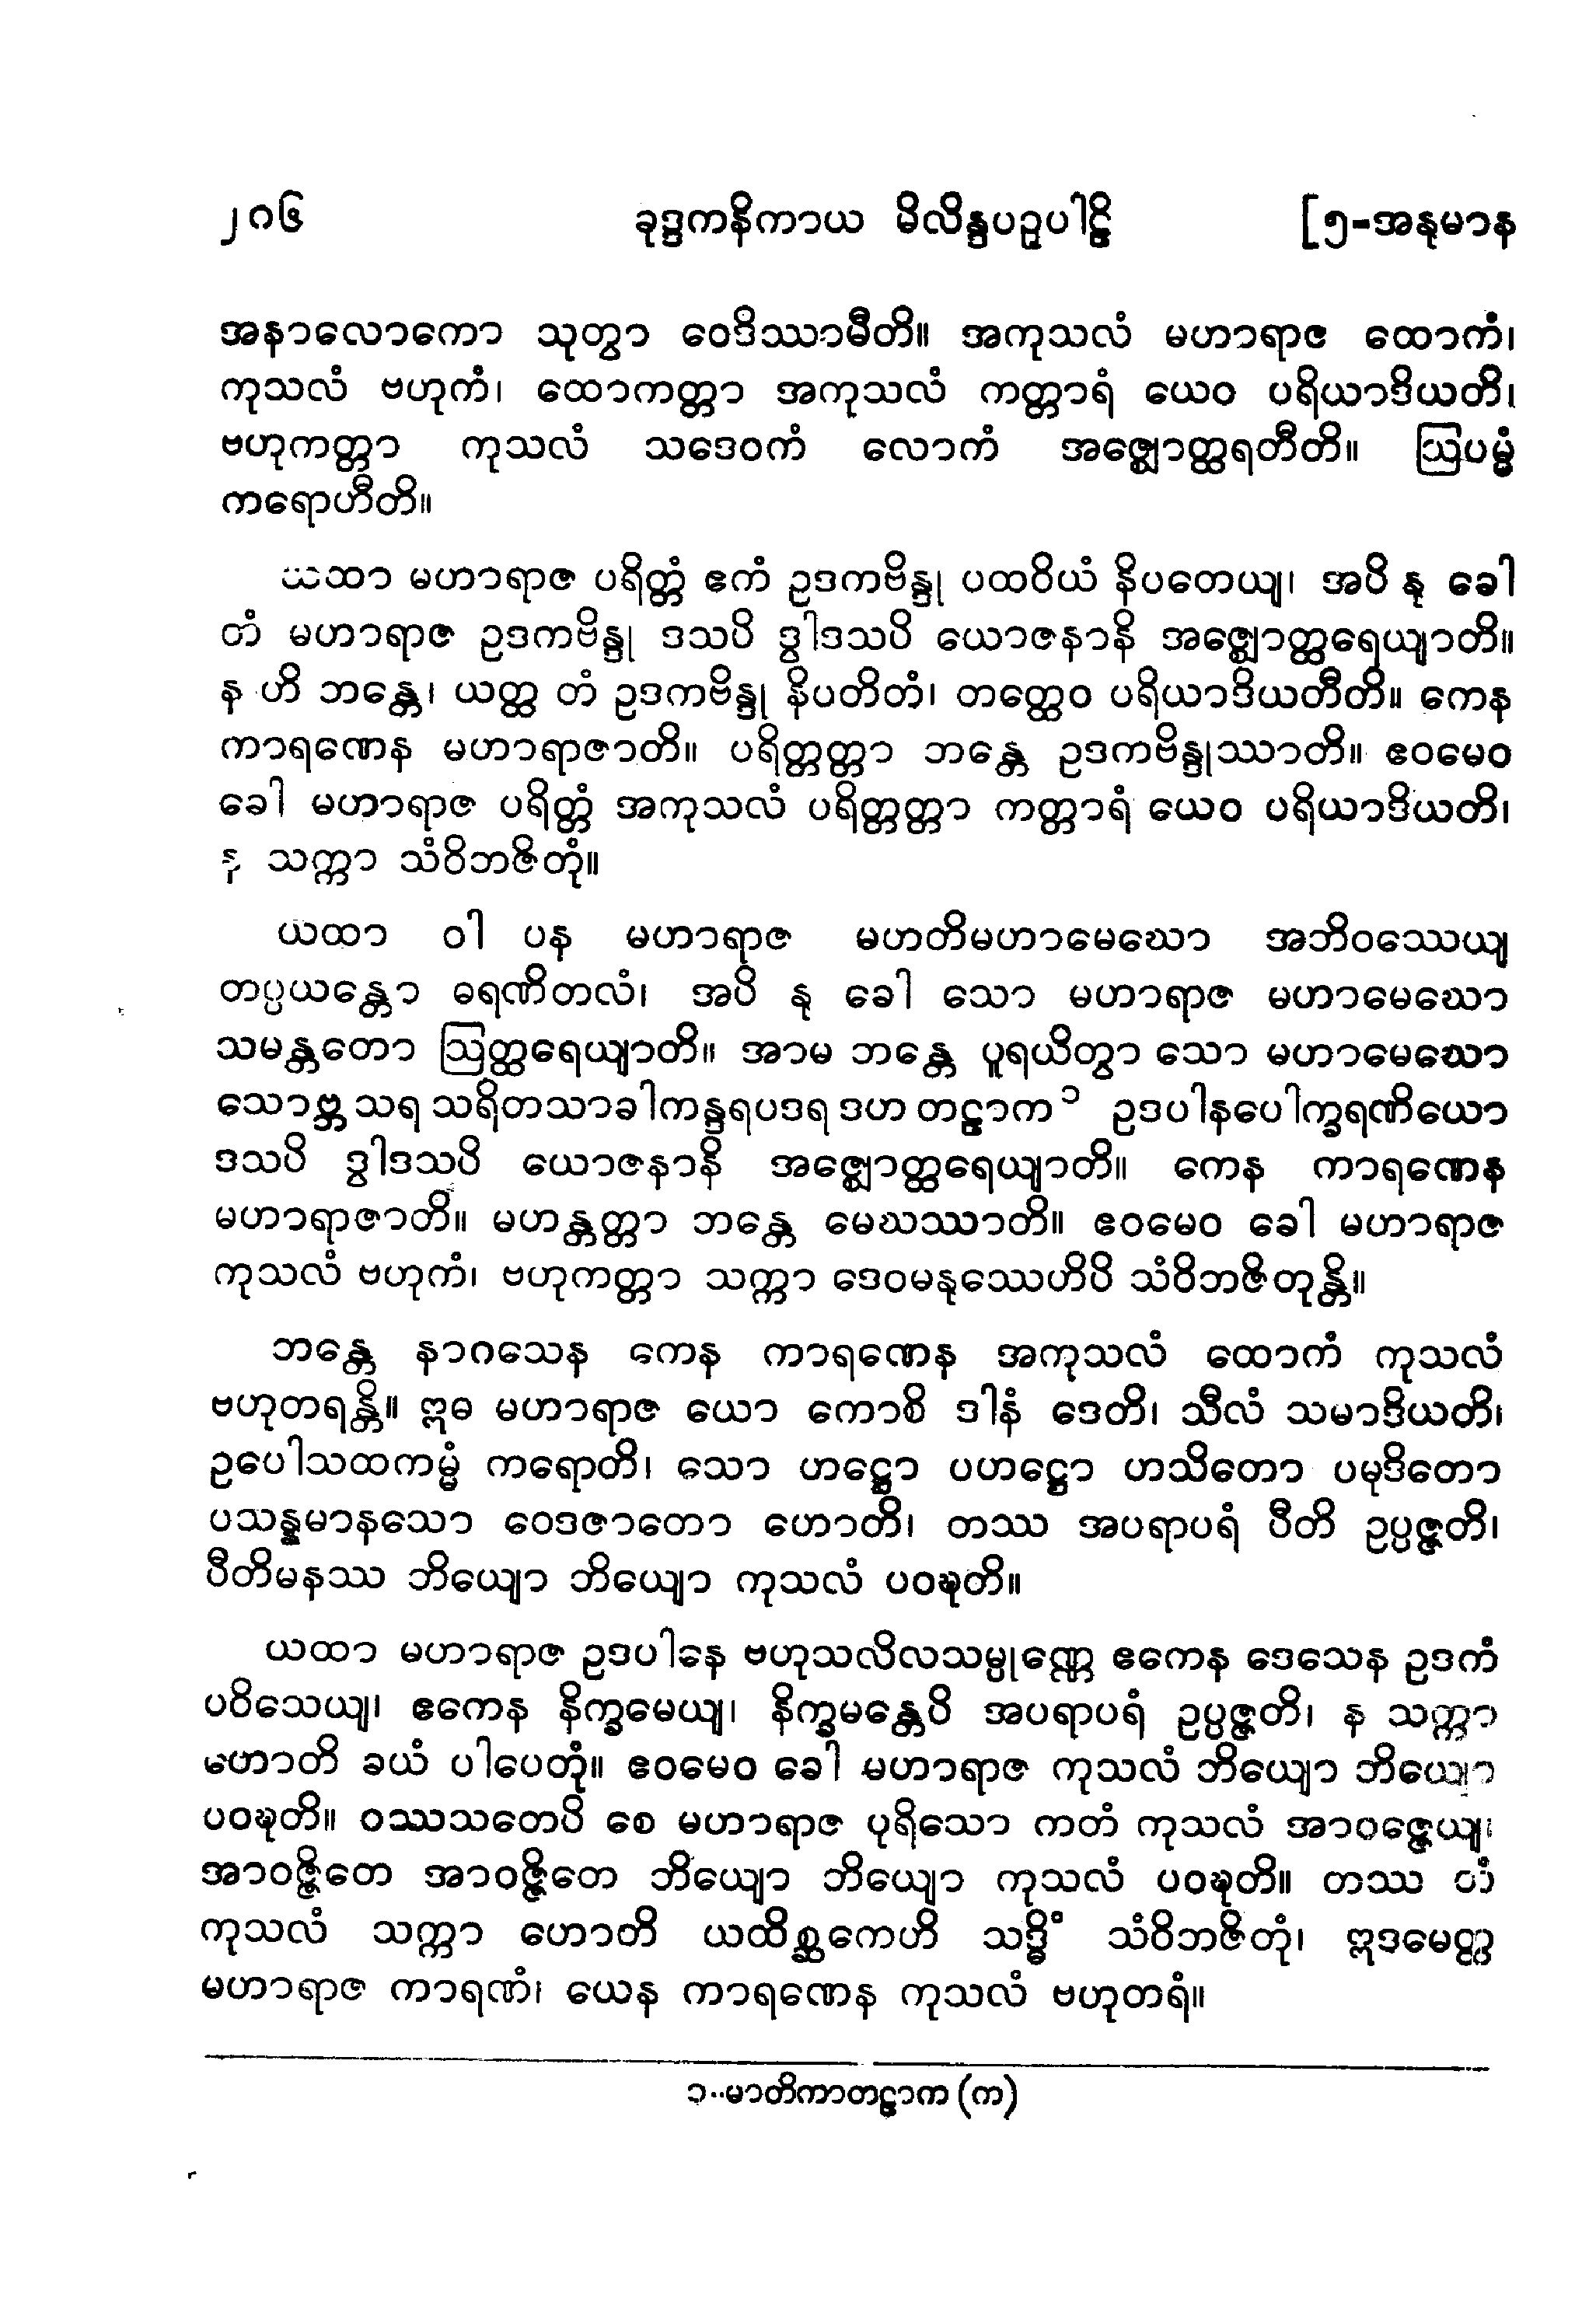 ၂၈၆ ခုဒ္ဒကနိကာယ မိလိန္ဒပဉှပါဠိ [၅-အနုမာန
အနာလောကော သုတွာ ဝေဒိဿာမီတိ။ အကုသလံ မဟာရာဇ ထောကံ၊
ကုသလံ ဗဟုကံ၊ ထောကတ္တာ အကုသလံ ကတ္တာရံ ယေဝ ပရိယာဒိယတိ၊
ဗဟုကတ္တာ ကုသလံ သဒေဝကံ လောကံ အဇ္ဈောတ္ထရတီတိ။ ဩပမ္မံ
ကရောဟီတိ။
ယထာ မဟာရာဇ ပရိတ္တံ ဧကံ ဥဒကဗိန္ဒု ပထဝိယံ နိပတေယျ၊ အပိ နု ခေါ
တံ မဟာရာဇ ဥဒကဗိန္ဒု ဒသပိ ဒွါဒသပိ ယောဇနာနိ အဇ္ဈောတ္ထရေယျာတိ။
န ဟိ ဘန္တေ၊ ယတ္ထ တံ ဥဒကဗိန္ဒု နိပတိတံ၊ တတ္ထေဝ ပရိယာဒိယတီတိ။ ကေန
ကာရဏေန မဟာရာဇာတိ။ ပရိတ္တတ္တာ ဘန္တေ ဥဒကဗိန္ဒုဿာတိ။ ဧဝမေဝ
ခေါ မဟာရာဇ ပရိတ္တံ အကုသလံ ပရိတ္တတ္တာ ကတ္တာရံ ယေဝ ပရိယာဒိယတိ၊
န သက္ကာ သံဝိဘဇိတုံ။
ယထာ ဝါ ပန မဟာရာဇ မဟတိမဟာမေဃော အဘိဝဿေယျ
တပ္ပယန္တော ဓရဏိတလံ၊ အပိ နု ခေါ သော မဟာရာဇ မဟာမေဃော
သမန္တတော ဩတ္ထရေယျာတိ။ အာမ ဘန္တေ ပူရယိတွာ သော မဟာမေဃော
သောဗ္ဘ သရ သရိတသာခါကန္ဒရပဒရ ဒဟ တဠာက ၁ ဥဒပါနပေါက္ခရဏိယော
ဒသပိ ဒွါဒသပိ ယောဇနာနိ အဇ္ဈောတ္ထရေယျာတိ။ ကေန ကာရဏေန
မဟာရာဇာတိ။ မဟန္တတ္တာ ဘန္တေ မေဃဿာတိ။ ဧဝမေဝ ခေါ မဟာရာဇ
ကုသလံ ဗဟုကံ၊ ဗဟုကတ္တာ သက္ကာ ဒေဝမနုဿေဟိပိ သံဝိဘဇိတုန္တိ။
ဘန္တေ နာဂသေန ကေန ကာရဏေန အကုသလံ ထောကံ ကုသလံ
ဗဟုတရန္တိ။ ဣဓ မဟာရာဇ ယော ကောစိ ဒါနံ ဒေတိ၊ သီလံ သမာဒိယတိ၊
ဥပေါသထကမ္မံ ကရောတိ၊ သော ဟဋ္ဌော ပဟဋ္ဌော ဟသိတော ပမုဒိတော
ပသန္နမာနသော ဝေဒဇာတော ဟောတိ၊ တဿ အပရာပရံ ပီတိ ဥပ္ပဇ္ဇတိ၊
ပီတိမနဿ ဘိယျော ဘိယျော ကုသလံ ပဝဍ္ဎတိ။
ယထာ မဟာရာဇ ဥဒပါနေ ဗဟုသလိလသမ္ပုဏ္ဏေ ဧကေန ဒေသေန ဥဒကံ
ပဝိသေယျ၊ ဧကေန နိက္ခမေယျ၊ နိက္ခမန္တေပိ အပရာပရံ ဥပ္ပဇ္ဇတိ၊ န သက္ကာ
ဟောတိ ခယံ ပါပေတုံ။ ဧဝမေဝ ခေါ မဟာရာဇ ကုသလံ ဘိယျော ဘိယျော
ပဝဍ္ဎတိ။ ဝဿသတေပိ စေ မဟာရာဇ ပုရိသော ကတံ ကုသလံ အာဝဇ္ဇေယျ၊
အာဝဇ္ဇိတေ အာဝဇ္ဇိတေ ဘိယျော ဘိယျော ကုသလံ ပဝဍ္ဎတိ။ တဿ တံ
ကုသလံ သက္ကာ ဟောတိ ယထိစ္ဆကေဟိ သဒ္ဓိံ သံဝိဘဇိတုံ၊ ဣဒမေတ္ထ
မဟာရာဇ ကာရဏံ၊ ယေန ကာရဏေန ကုသလံ ဗဟုတရံ။
၁-မာတိကာတဠာက (က)